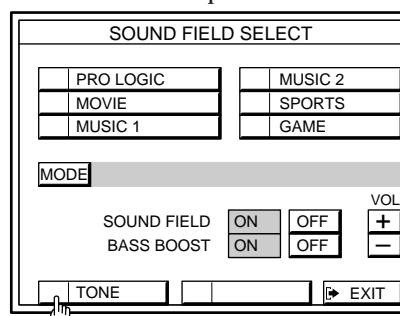 SOUND FIELD SELECT
PRO LOGIC MUSIC 2
MOVIE SPORTS
MUSIC 1 GAME
MODE
VOL
SOUND FIELD ON OFF +
BASS BOOST ON OFF −
TONE EXIT